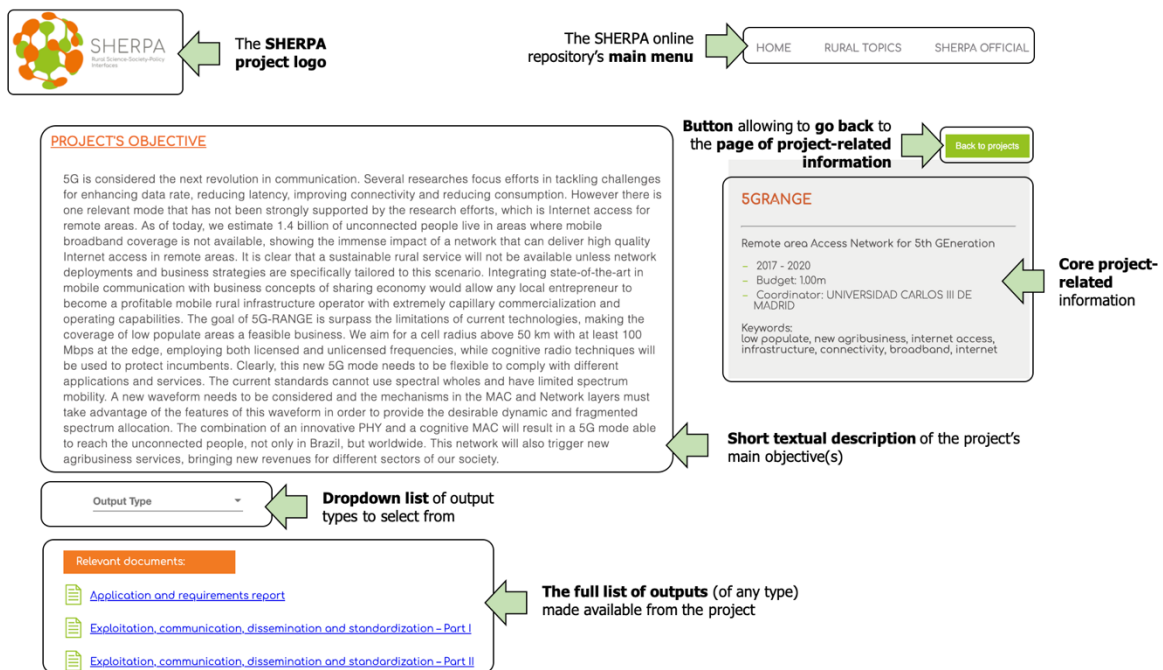 SHERPA
Rural Science-Society-Policy
Interfaces
The SHERPA
project logo
The SHERPA online
repository's main menu
HOME RURAL TOPICS SHERPA OFFICIAL
Button allowing to go back to
the page of project-related
information
Back to projects
PROJECT'S OBJECTIVE
5G is considered the next revolution in communication. Several researches focus efforts in tackling challenges
for enhancing data rate, reducing latency, improving connectivity and reducing consumption. However there is
one relevant mode that has not been strongly supported by the research efforts, which is Internet access for
remote areas. As of today, we estimate 1.4 billion of unconnected people live in areas where mobile
broadband coverage is not available, showing the immense impact of a network that can deliver high quality
Internet access in remote areas. It is clear that a sustainable rural service will not be available unless network
deployments and business strategies are specifically tailored to this scenario. Integrating state-of-the-art in
mobile communication with business concepts of sharing economy would allow any local entrepreneur to
become a profitable mobile rural infrastructure operator with extremely capillary commercialization and
operating capabilities. The goal of 5G-RANGE is surpass the limitations of current technologies, making the
coverage of low populate areas a feasible business. We aim for a cell radius above 50 km with at least 100
Mbps at the edge, employing both licensed and unlicensed frequencies, while cognitive radio techniques will
be used to protect incumbents. Clearly, this new 5G mode needs to be flexible to comply with different
applications and services. The current standards cannot use spectral wholes and have limited spectrum
mobility. A new waveform needs to be considered and the mechanisms in the MAC and Network layers must
take advantage of the features of this waveform in order to provide the desirable dynamic and fragmented
spectrum allocation. The combination of an innovative PHY and a cognitive MAC will result in a 5G mode able
to reach the unconnected people, not only in Brazil, but worldwide. This network will also trigger new
agribusiness services, bringing new revenues for different sectors of our society.
5GRANGE
Remote area Access Network for 5th GEneration
– 2017 - 2020
– Budget: 1.00m
– Coordinator: UNIVERSIDAD CARLOS III DE
MADRID
Keywords:
low populate, new agribusiness, internet access,
infrastructure, connectivity, broadband, internet
Core project-
related
information
Short textual description of the project's
main objective(s)
Output Type
Dropdown list of output
types to select from
Relevant documents:
Application and requirements report
Exploitation, communication, dissemination and standardization – Part I
Exploitation, communication, dissemination and standardization – Part II
The full list of outputs (of any type)
made available from the project